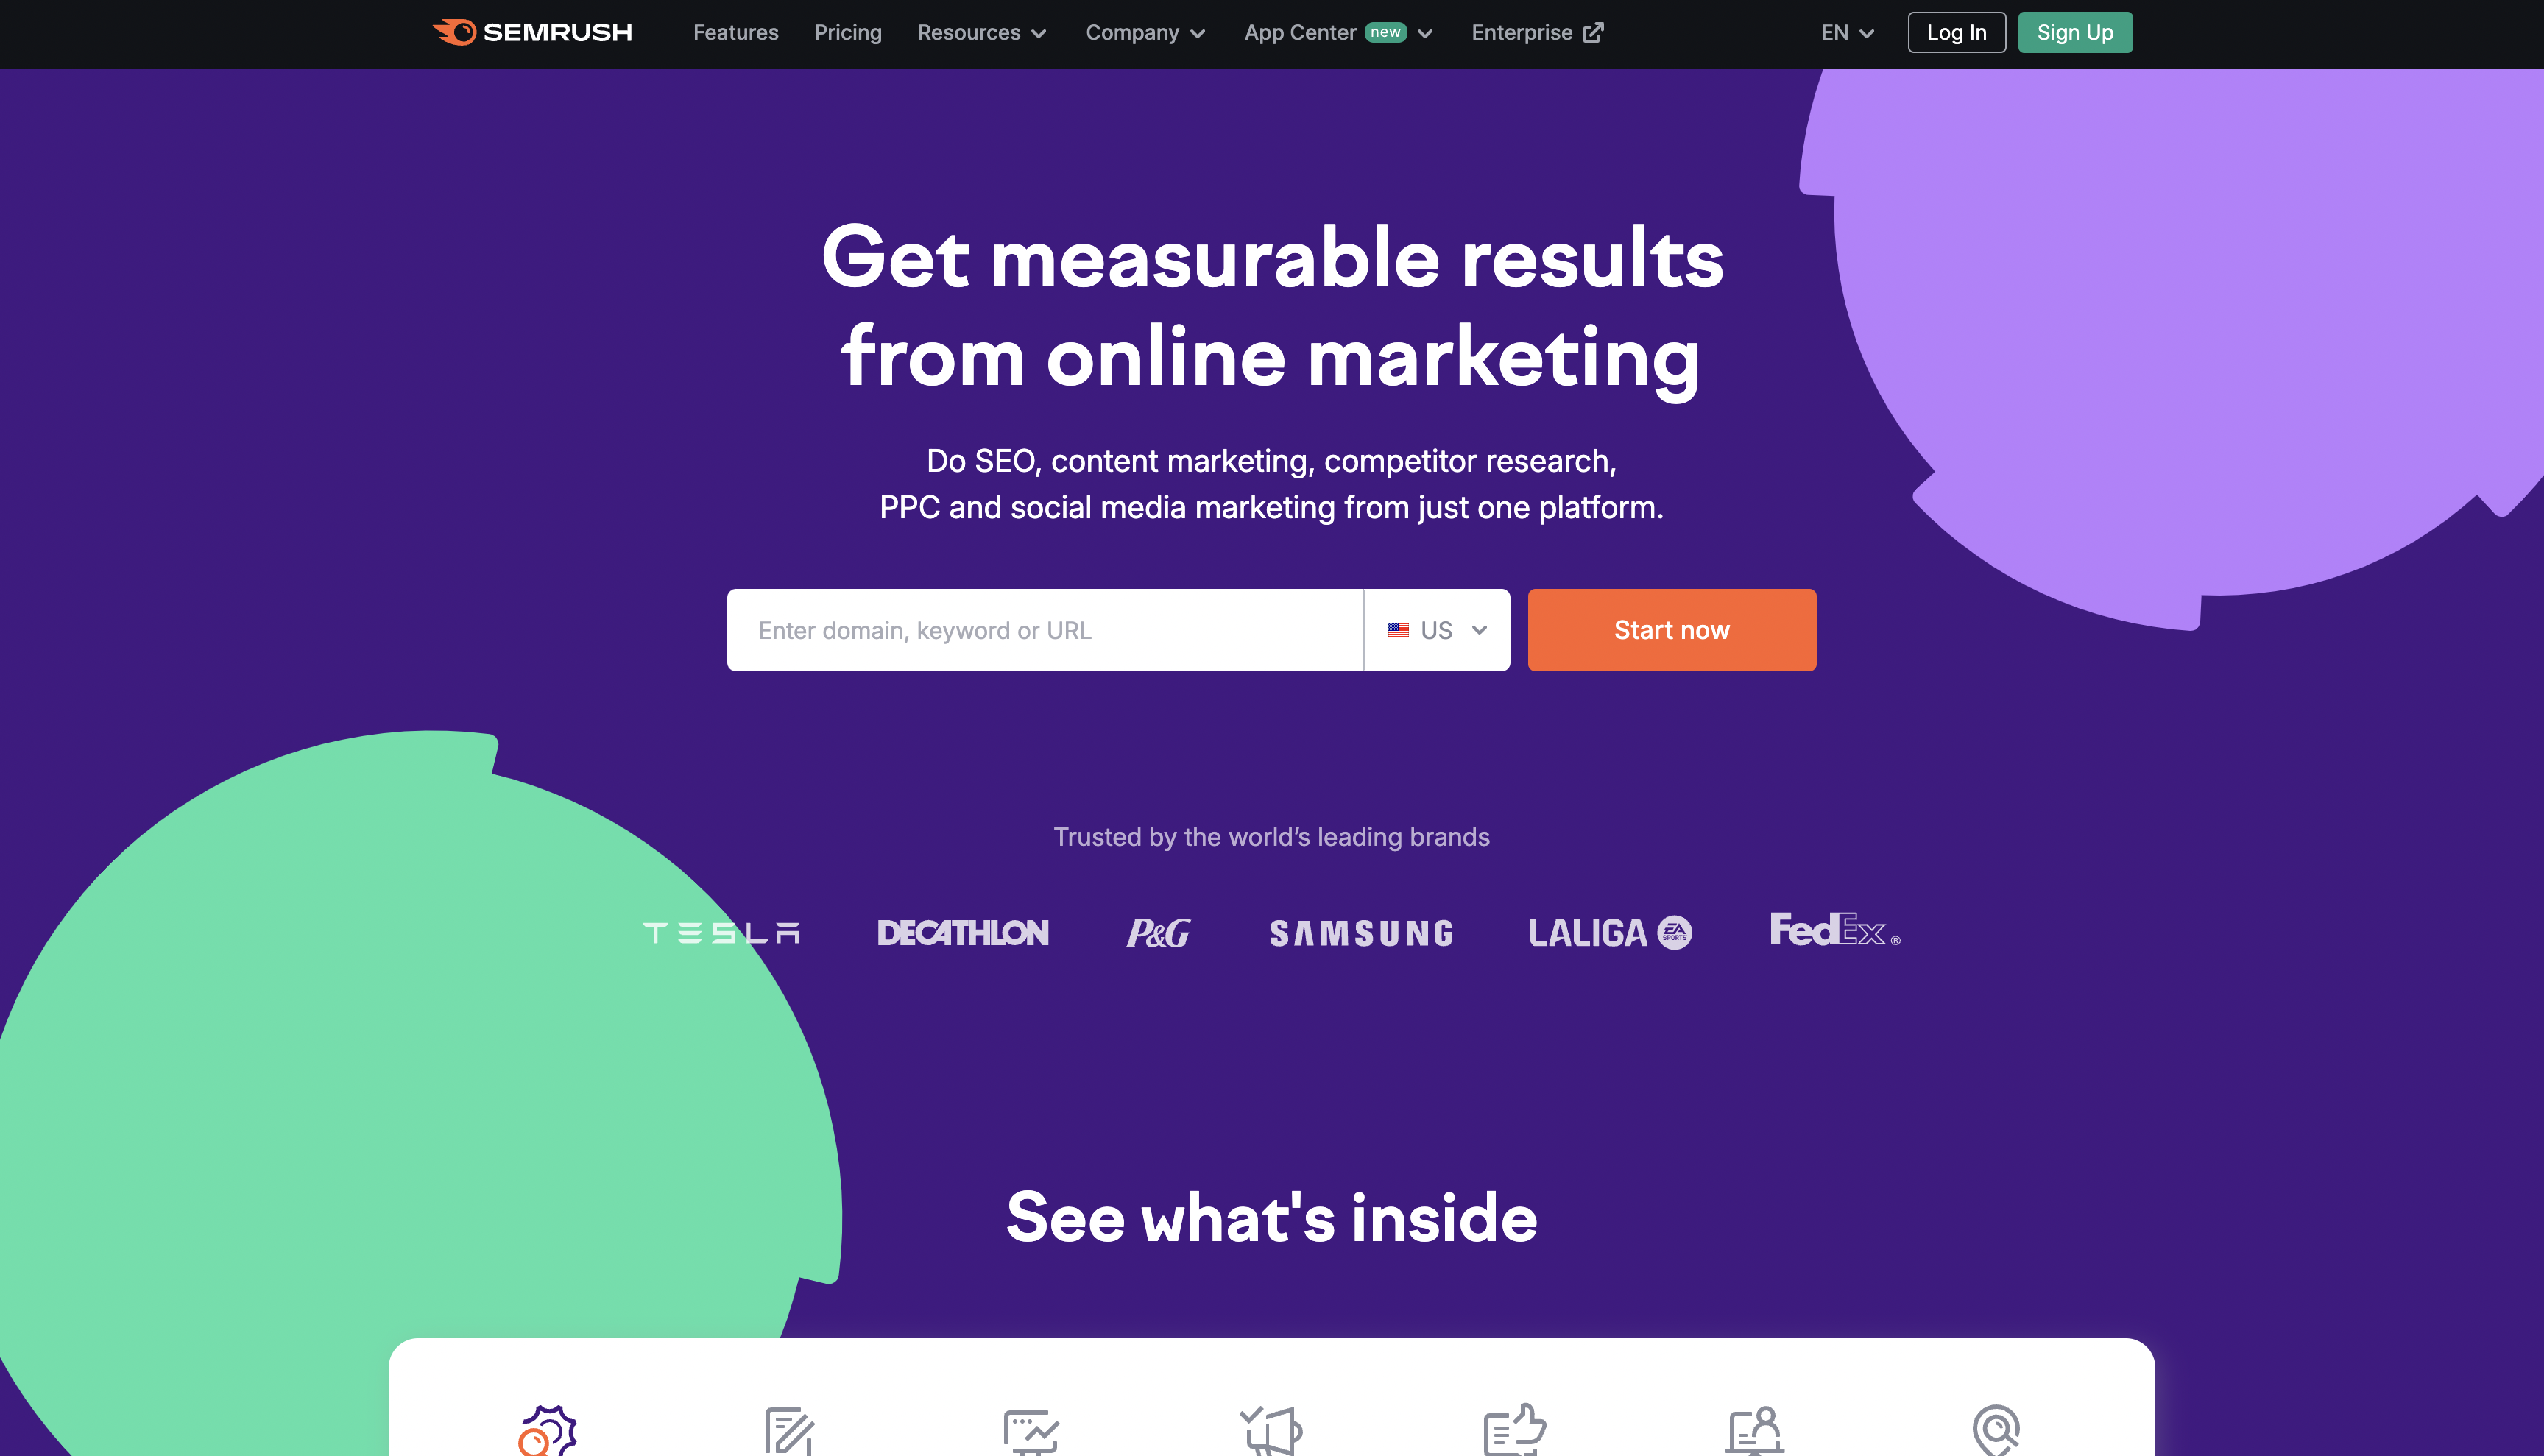 SEMRUSH
Features
Pricing
Resources
Company
App Center new
Enterprise
EN
Log In
Sign Up
Get measurable results
from online marketing
Do SEO, content marketing, competitor research,
PPC and social media marketing from just one platform.
Enter domain, keyword or URL
US
Start now
Trusted by the world’s leading brands
TESLA
DECATHLON
P&G
SAMSUNG
LALIGA EA SPORTS
FedEx®
See what's inside